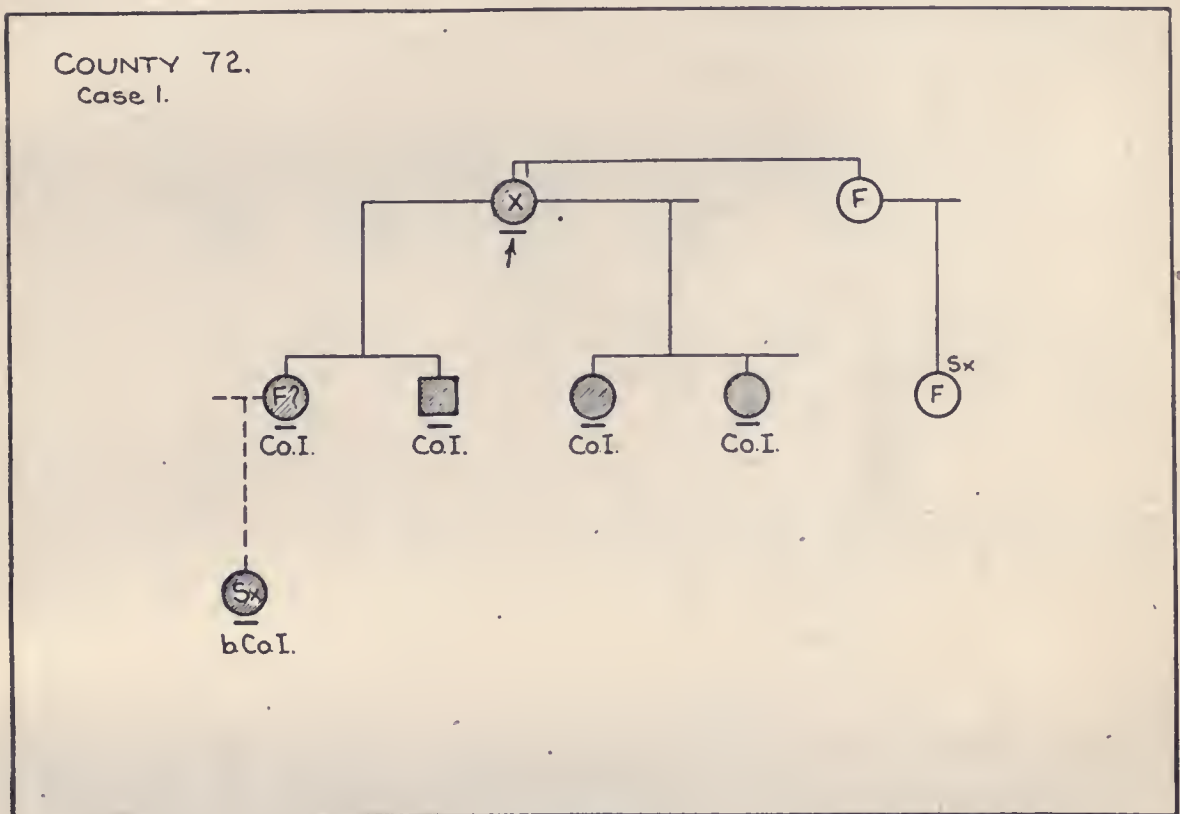 COUNTY 72.
Case 1.
X
F
F?
Co.I.
Co.I.
Co.I.
Co.I.
Sx
F
Sx
b Co I.